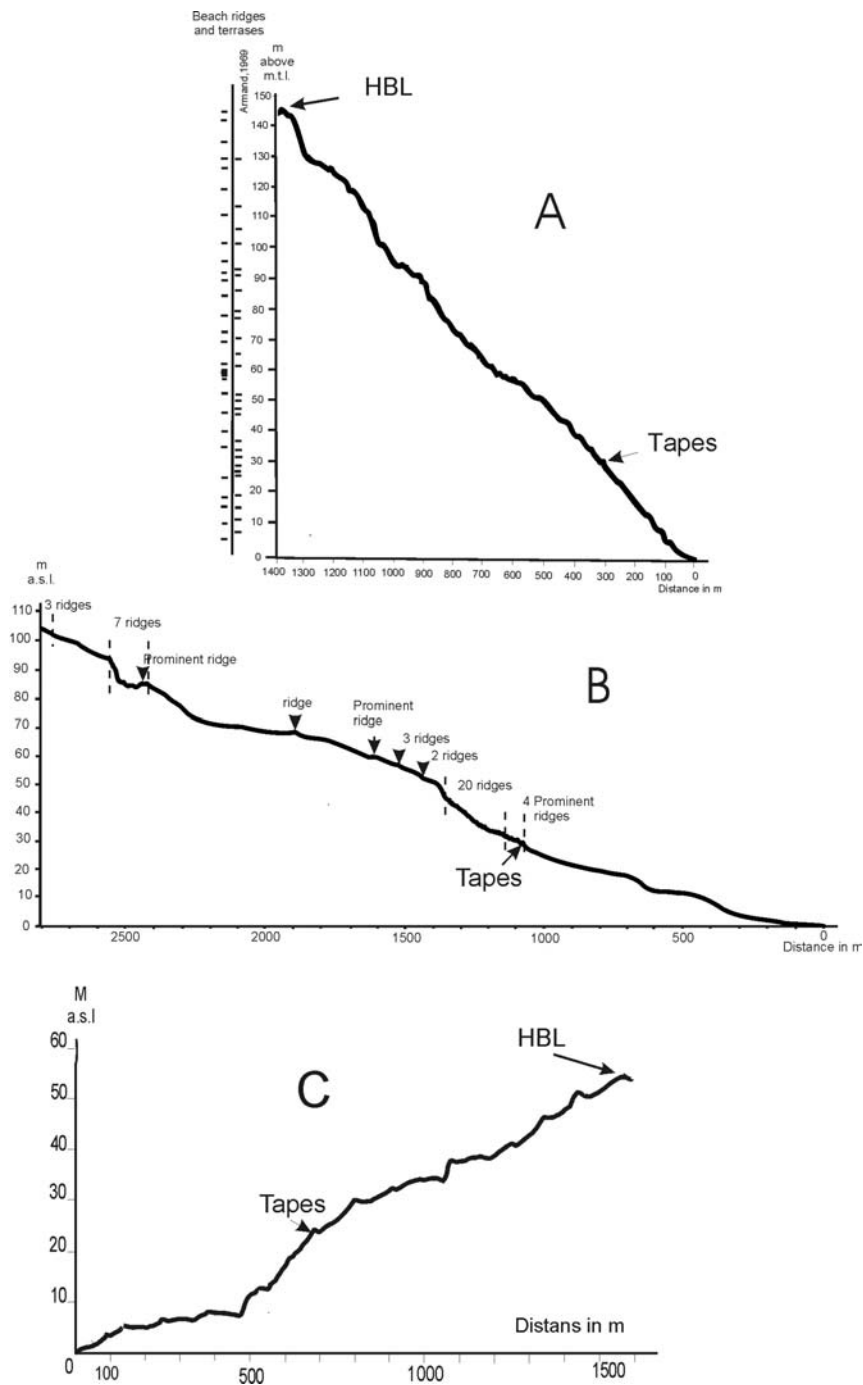 Beach ridges
and terrases
Armand,1969
m
above
m.t.l.
HBL
A
Tapes
150
140
130
120
110
100
90
80
70
60
50
40
30
20
10
0
1400 1300 1200 1100 1000 900 800 700 600 500 400 300 200 100 0
Distance in m
m
a.s.l.
110
100
90
80
70
60
50
40
30
20
10
0
3 ridges
7 ridges
Prominent ridge
ridge
Prominent
ridge
3 ridges
2 ridges
20 ridges
4 Prominent
ridges
Tapes
B
2500 2000 1500 1000 500 0
Distance in m
M
a.s.l
60
50
40
30
20
10
HBL
C
Tapes
Distans in m
0 100 500 1000 1500